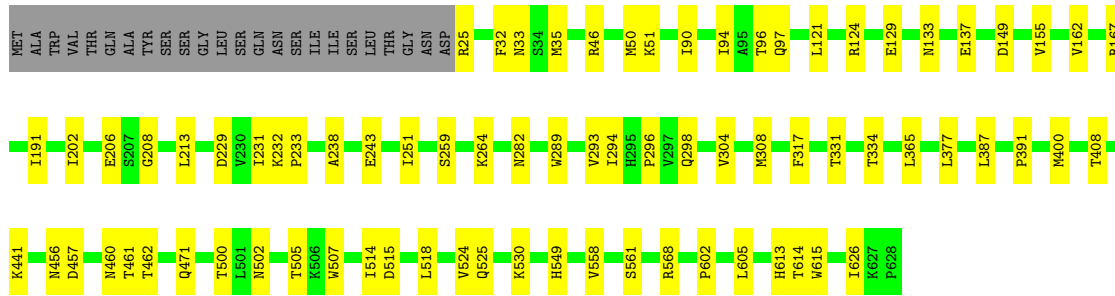 MET ALA TRP VAL THR GLN ALA TYR SER SER GLY LEU SER GLN ASN SER ILE ILE SER LEU THR GLY ASN ASP R25 F32 N33 S34 M35 R46 M50 K51 I90 I94 A95 T96 Q97 L121 R124 E129 N133 E137 D149 V155 V162 R167
I191 I202 E206 S207 G208 L213 D229 V230 T231 K232 P233 A238 E243 I251 S259 K264 N282 W289 V293 I294 H295 P296 V297 Q298 V304 M308 F317 T331 T334 L365 L377 L387 P391 M400 T408
K441 N456 D457 N460 T461 T462 Q471 T500 L501 N502 T505 K506 W507 I514 D515 L518 V524 Q525 K530 H549 V558 S561 R568 P602 L605 H613 T614 W615 I626 K627 P628